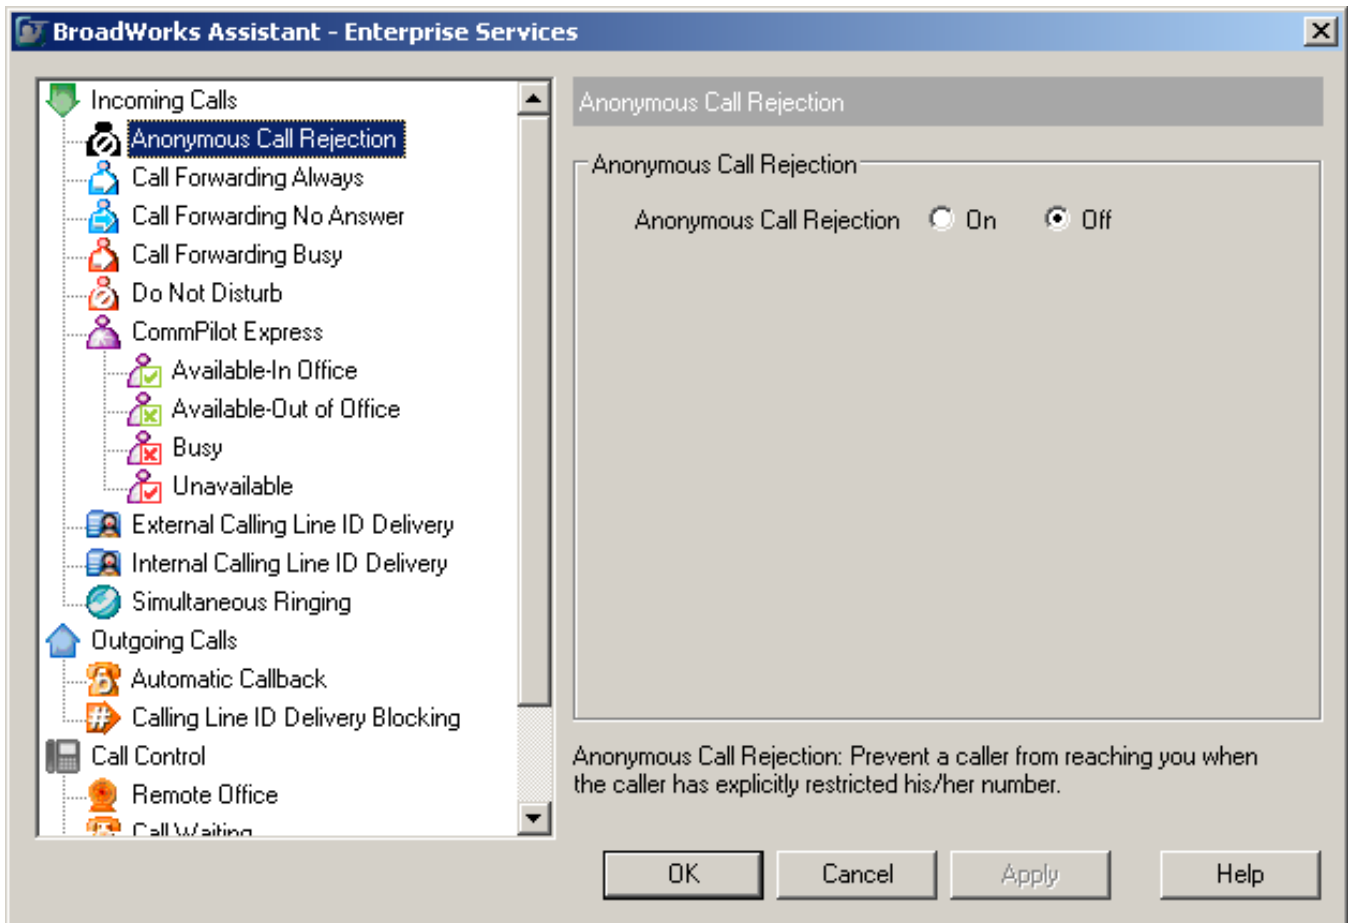 BroadWorks Assistant - Enterprise Services
Incoming Calls
Anonymous Call Rejection
Call Forwarding Always
Call Forwarding No Answer
Call Forwarding Busy
Do Not Disturb
CommPilot Express
Available-In Office
Available-Out of Office
Busy
Unavailable
External Calling Line ID Delivery
Internal Calling Line ID Delivery
Simultaneous Ringing
Outgoing Calls
Automatic Callback
Calling Line ID Delivery Blocking
Call Control
Remote Office
Call Waiting
Anonymous Call Rejection
Anonymous Call Rejection
Anonymous Call Rejection On Off
Anonymous Call Rejection: Prevent a caller from reaching you when
the caller has explicitly restricted his/her number.
OK Cancel Apply Help